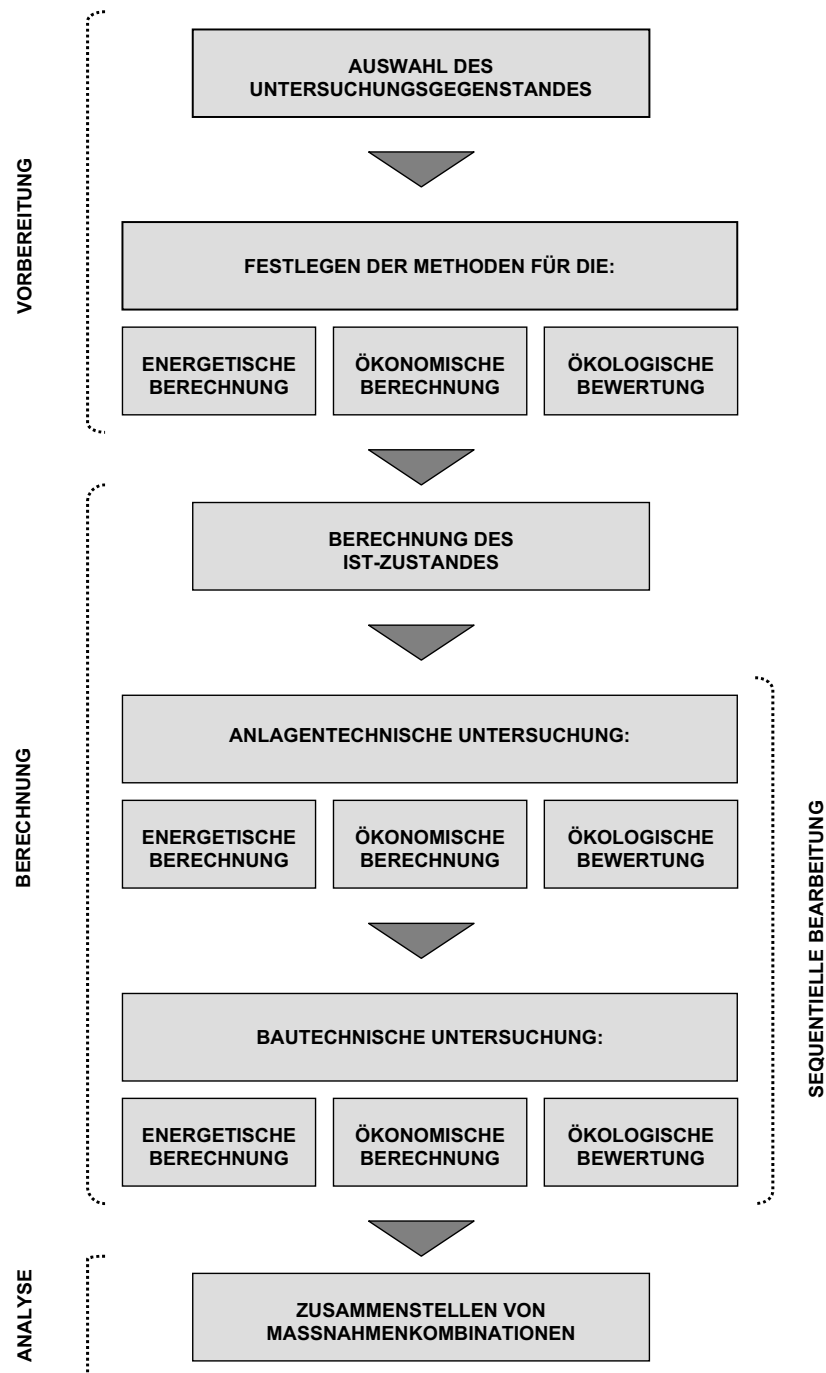 VORBEREITUNG
AUSWAHL DES
UNTERSUCHUNGSGEGENSTANDES
FESTLEGEN DER METHODEN FÜR DIE:
ENERGETISCHE
BERECHNUNG
ÖKONOMISCHE
BERECHNUNG
ÖKOLOGISCHE
BEWERTUNG
BERECHNUNG
BERECHNUNG DES
IST-ZUSTANDES
SEQUENTIELLE BEARBEITUNG
ANLAGENTECHNISCHE UNTERSUCHUNG:
ENERGETISCHE
BERECHNUNG
ÖKONOMISCHE
BERECHNUNG
ÖKOLOGISCHE
BEWERTUNG
BAUTECHNISCHE UNTERSUCHUNG:
ENERGETISCHE
BERECHNUNG
ÖKONOMISCHE
BERECHNUNG
ÖKOLOGISCHE
BEWERTUNG
ANALYSE
ZUSAMMENSTELLEN VON
MASSNAHMENKOMBINATIONEN